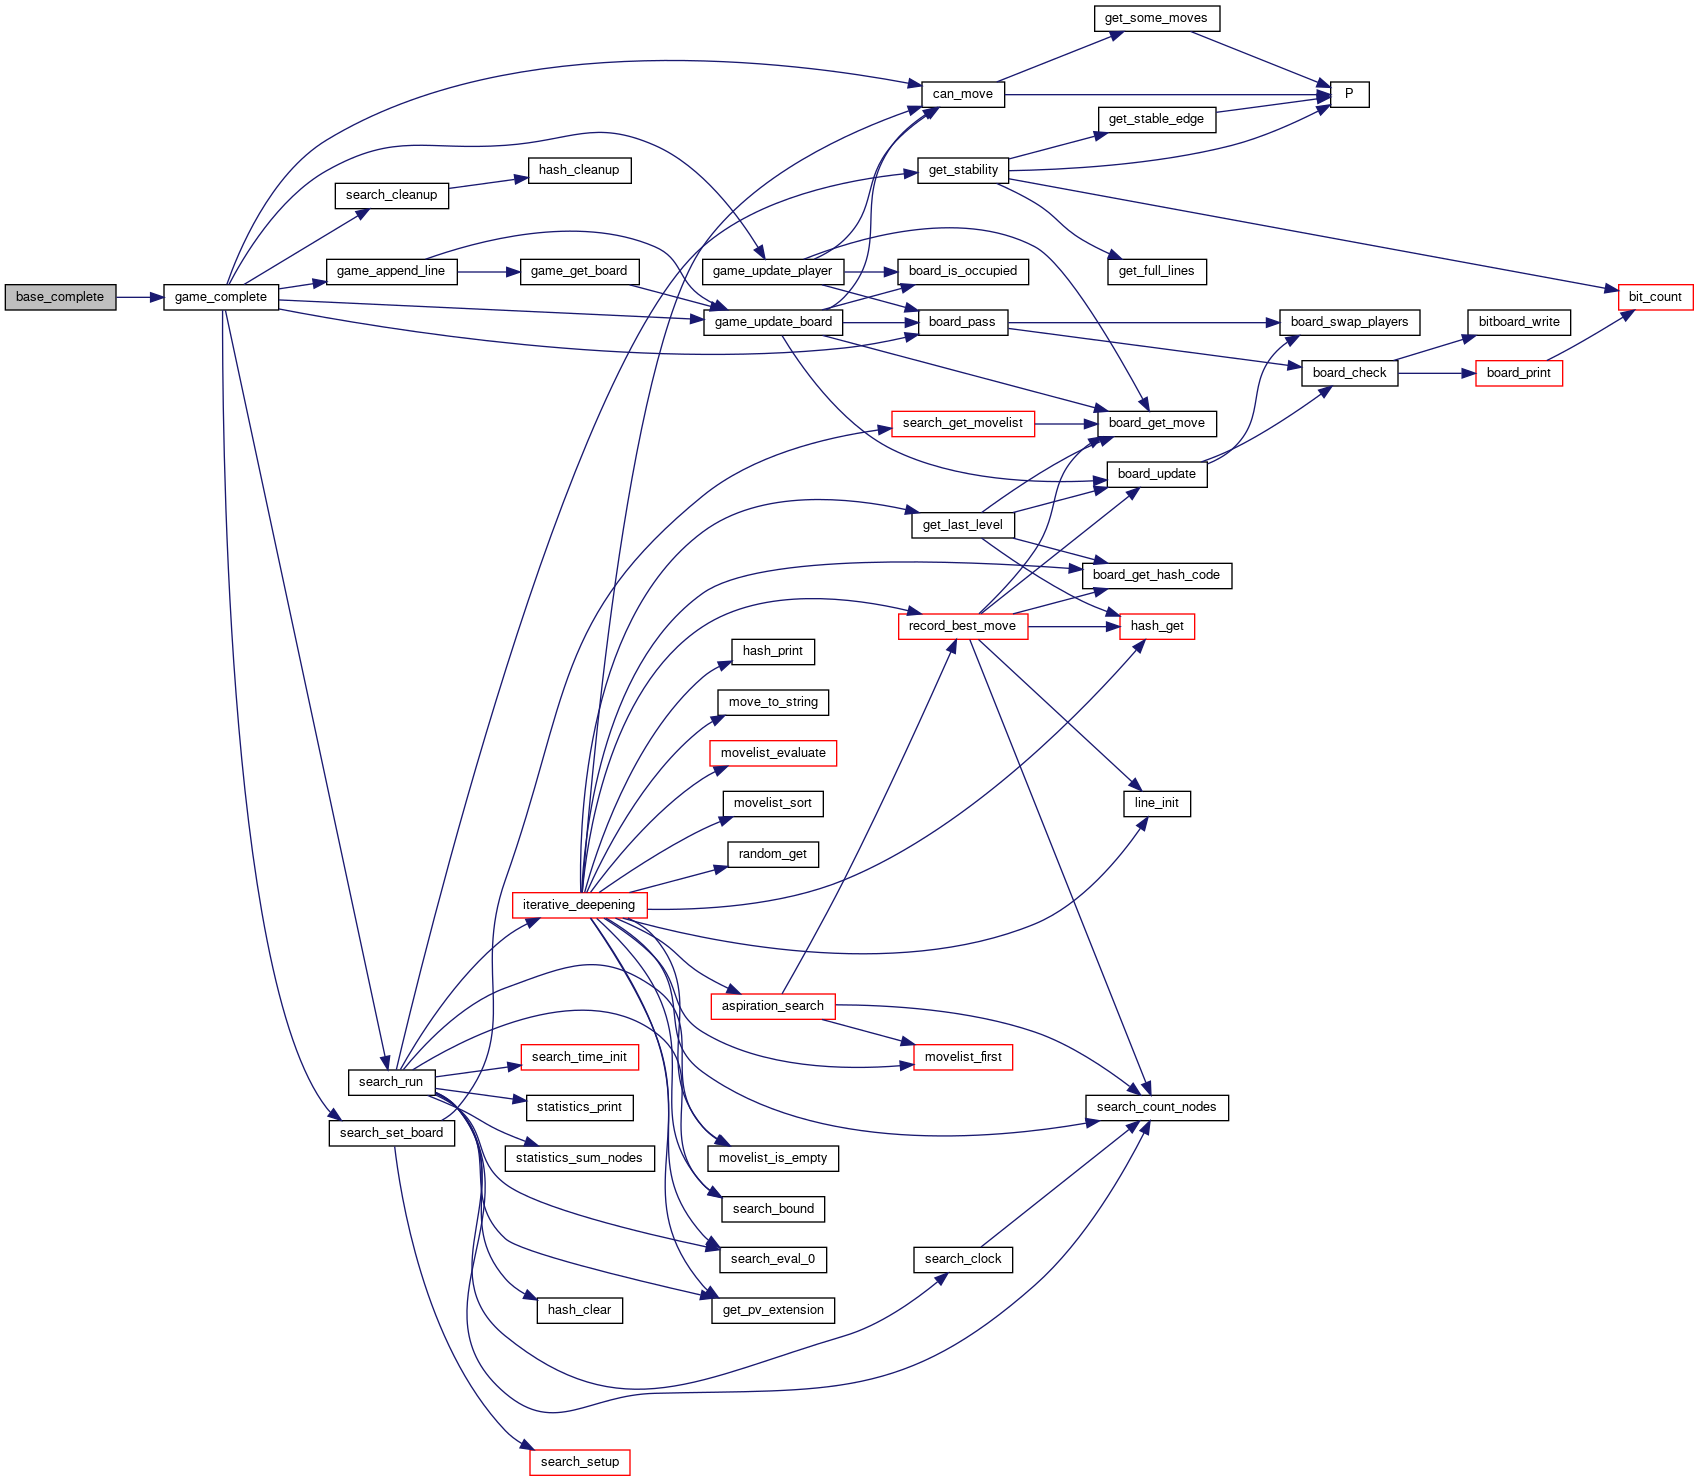 get_some_moves
can_move
P
get_stable_edge
hash_cleanup
get_stability
search_cleanup
game_append_line
game_get_board
game_update_player
board_is_occupied
get_full_lines
base_complete
game_complete
bit_count
game_update_board
board_pass
board_swap_players
bitboard_write
board_check
board_print
search_get_movelist
board_get_move
board_update
get_last_level
board_get_hash_code
record_best_move
hash_get
hash_print
move_to_string
movelist_evaluate
movelist_sort
line_init
random_get
iterative_deepening
aspiration_search
search_time_init
movelist_first
search_run
statistics_print
search_count_nodes
search_set_board
statistics_sum_nodes
movelist_is_empty
search_bound
search_eval_0
search_clock
hash_clear
get_pv_extension
search_setup